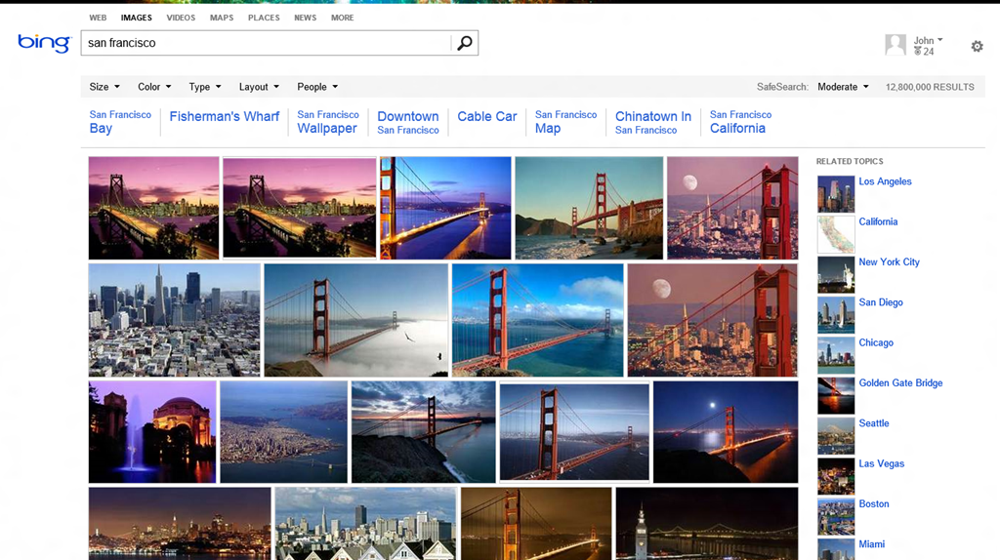 WEB IMAGES VIDEOS MAPS PLACES NEWS MORE
bing
san francisco
John
24
Size Color Type Layout People
SafeSearch: Moderate 12,800,000 RESULTS
San Francisco
Bay
Fisherman's Wharf
San Francisco
Wallpaper
Downtown
San Francisco
Cable Car
San Francisco
Map
Chinatown In
San Francisco
San Francisco
California
RELATED TOPICS
Los Angeles
California
New York City
San Diego
Chicago
Golden Gate Bridge
Seattle
Las Vegas
Boston
Miami